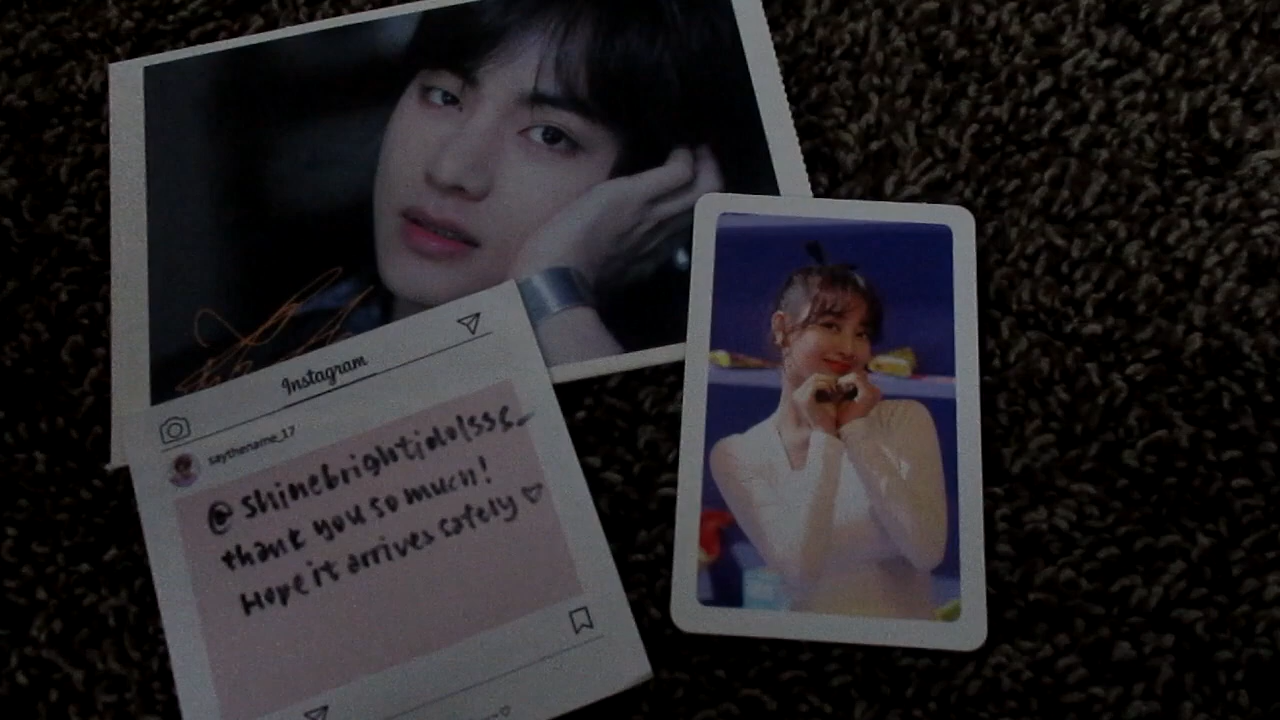 Instagram
saythename_17
@shinebrightidolsss_
thank you so much!
Hope it arrives safely ♡